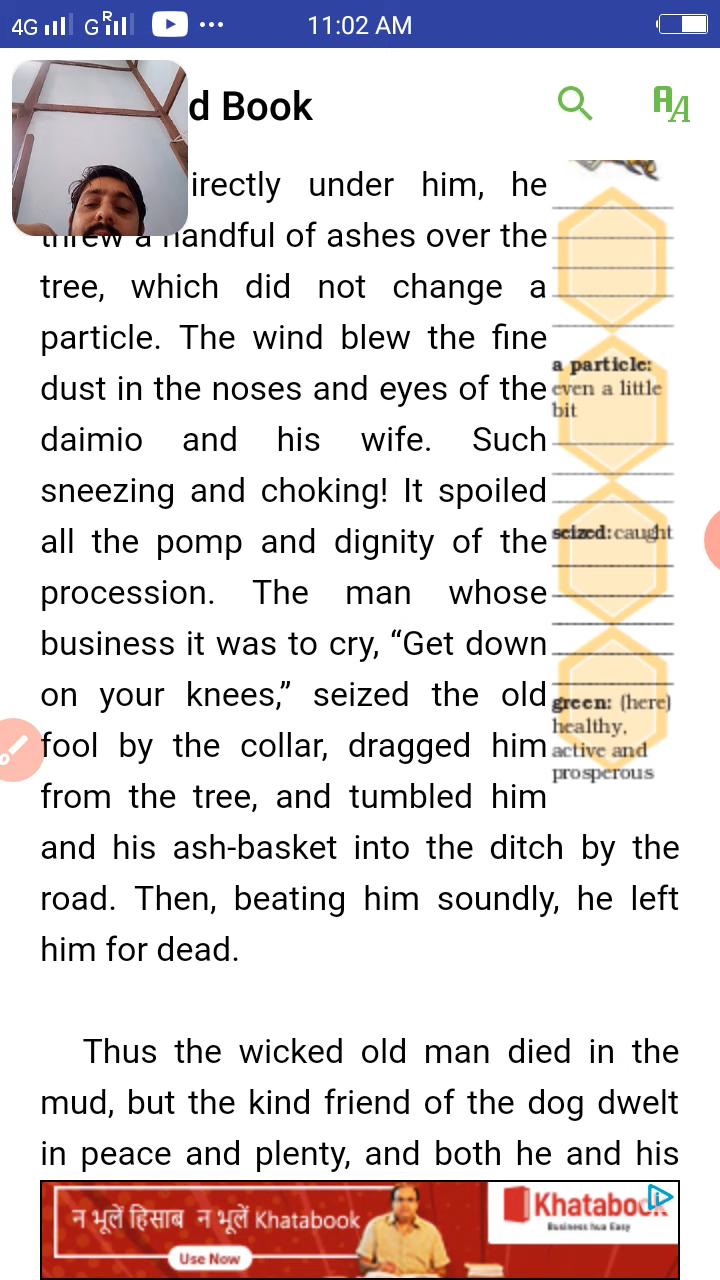 4G G R 11:02 AM
d Book
irectly under him, he
threw a handful of ashes over the
tree, which did not change a
particle. The wind blew the fine
dust in the noses and eyes of the
daimio and his wife. Such
sneezing and choking! It spoiled
all the pomp and dignity of the
procession. The man whose
business it was to cry, “Get down
on your knees,” seized the old
fool by the collar, dragged him
from the tree, and tumbled him
and his ash-basket into the ditch by the
road. Then, beating him soundly, he left
him for dead.
a particle:
even a little
bit
seized: caught
green: (here)
healthy,
active and
prosperous
Thus the wicked old man died in the
mud, but the kind friend of the dog dwelt
in peace and plenty, and both he and his
न भूलें हिसाब न भूलें Khatabook
Use Now
Khatabook
Business hua Easy